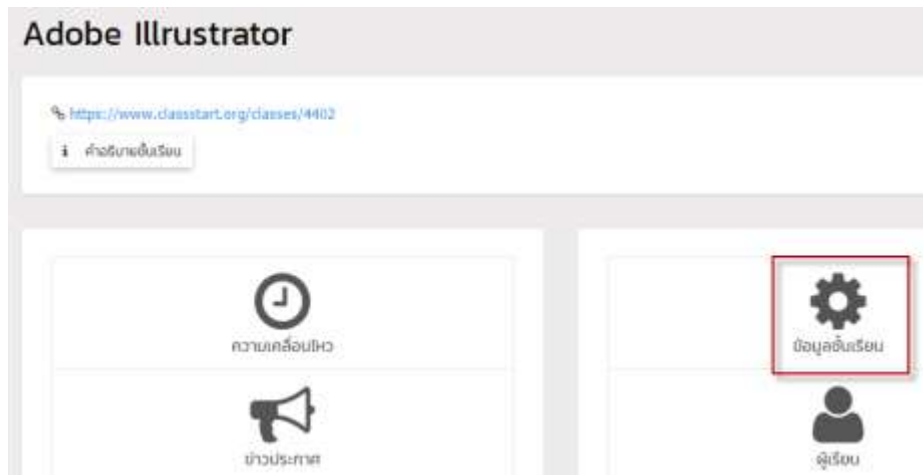 Adobe Illrustrator
https://www.classstart.org/classes/4402
i คำอธิบายชั้นเรียน
ความเคลื่อนไหว
ข้อมูลชั้นเรียน
ข่าวประกาศ
ผู้เรียน